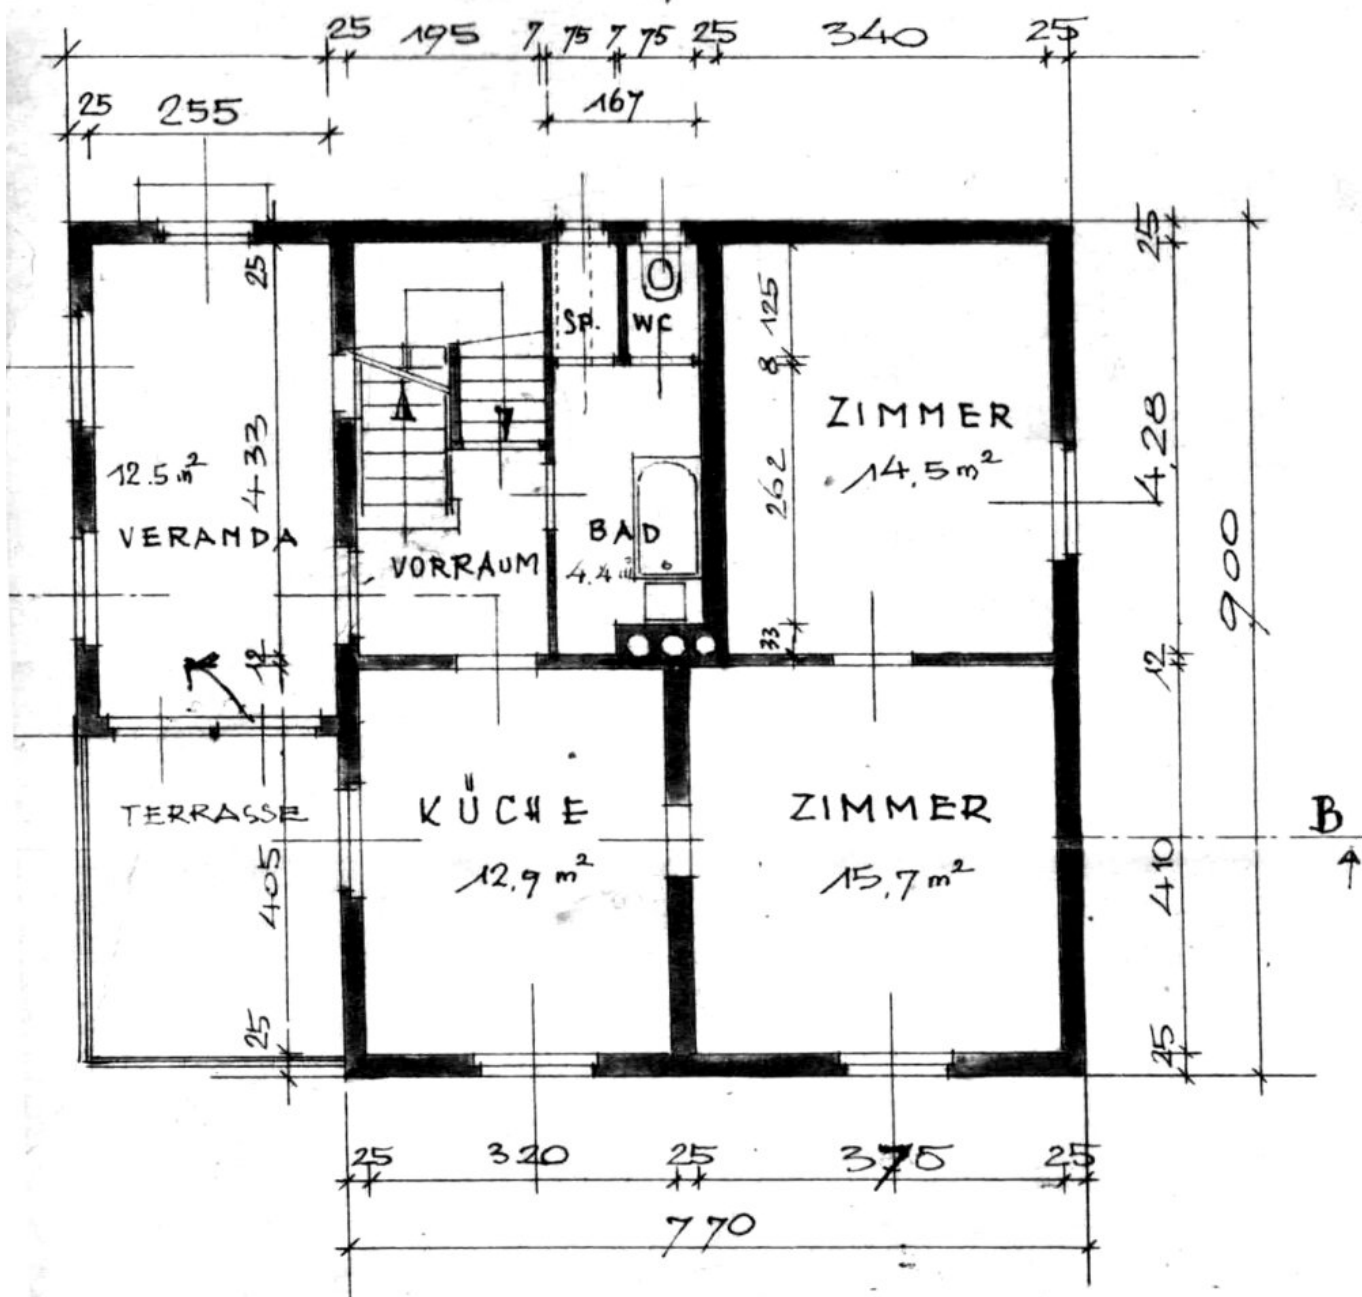 25 195 7 75 7 75 25 340 25
25 255
167
25
25
SP. WC
125
8
ZIMMER
14,5 m²
4,28
433
12.5 m²
262
VERANDA
BAD
4.4 m²
VORRAUM
900
33
12
12
TERRASSE
KÜCHE
12,9 m²
ZIMMER
15,7 m²
B
405
410
25
25
25 320 25 375 25
770